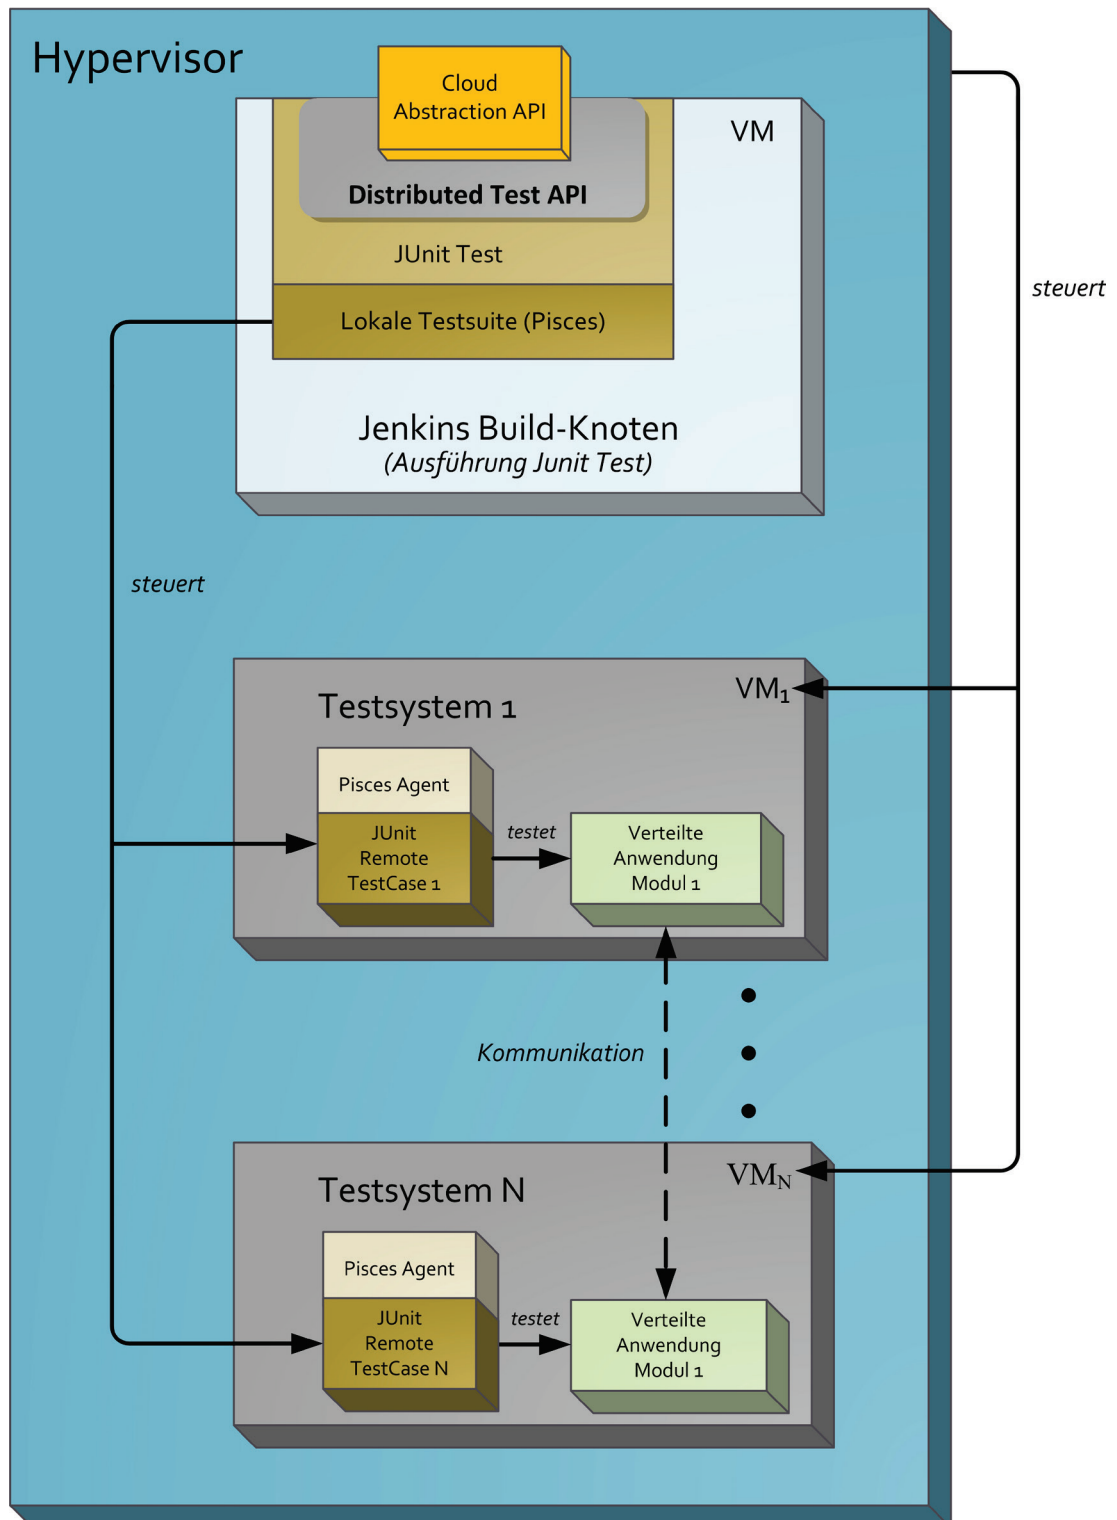 Hypervisor
Cloud
Abstraction API
VM
Distributed Test API
JUnit Test
Lokale Testsuite (Pisces)
steuert
Jenkins Build-Knoten
(Ausführung Junit Test)
steuert
Testsystem 1
VM₁
Pisces Agent
JUnit
Remote
TestCase 1
testet
Verteilte
Anwendung
Modul 1
Kommunikation
Testsystem N
VM_N
Pisces Agent
JUnit
Remote
TestCase N
testet
Verteilte
Anwendung
Modul 1